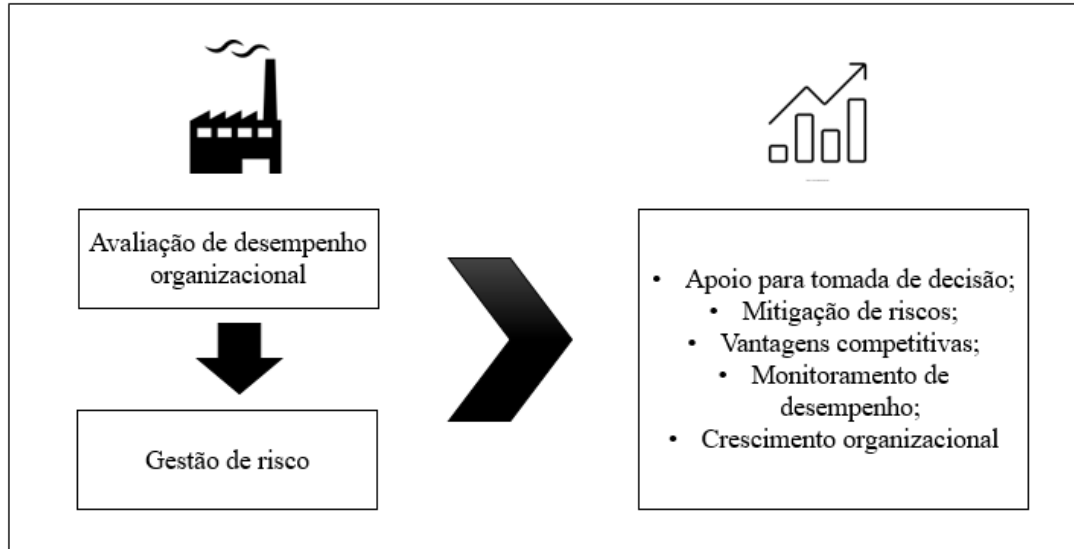 Avaliação de desempenho
organizacional
Gestão de risco
• Apoio para tomada de decisão;
• Mitigação de riscos;
• Vantagens competitivas;
• Monitoramento de
desempenho;
• Crescimento organizacional